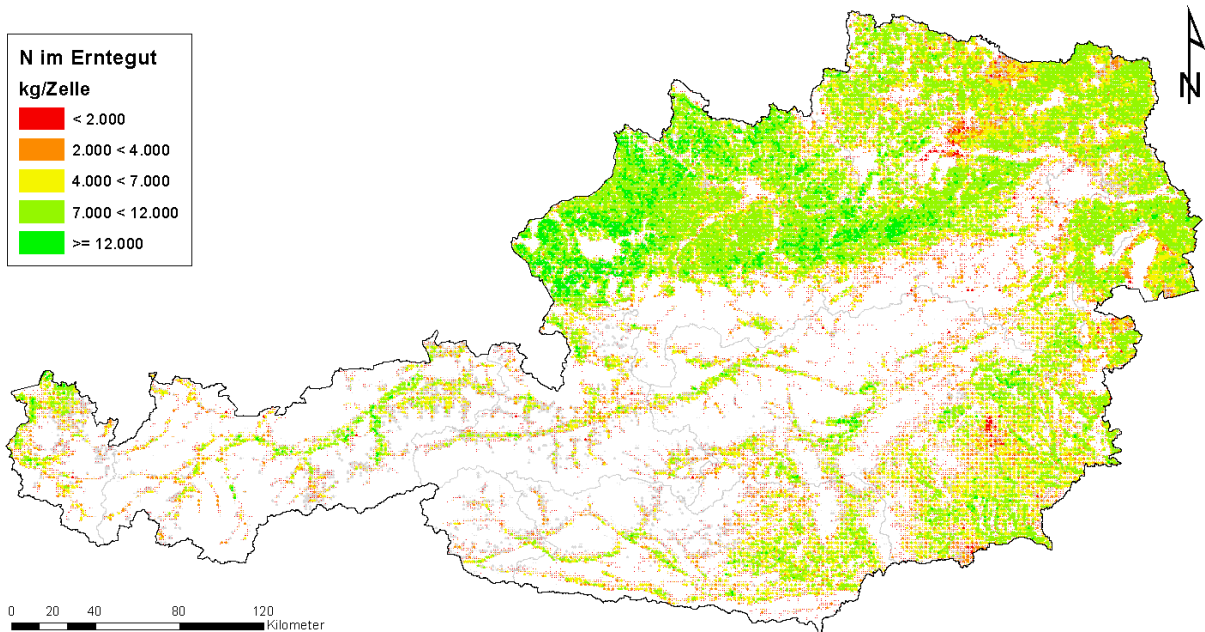 N im Erntegut
kg/Zelle
< 2.000
2.000 < 4.000
4.000 < 7.000
7.000 < 12.000
>= 12.000
N
0 20 40 80 120
Kilometer